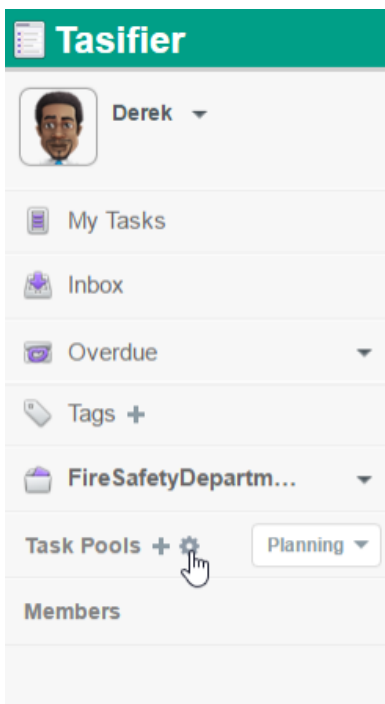 Tasifier
Derek
My Tasks
Inbox
Overdue
Tags
FireSafetyDepartm...
Task Pools Planning
Members